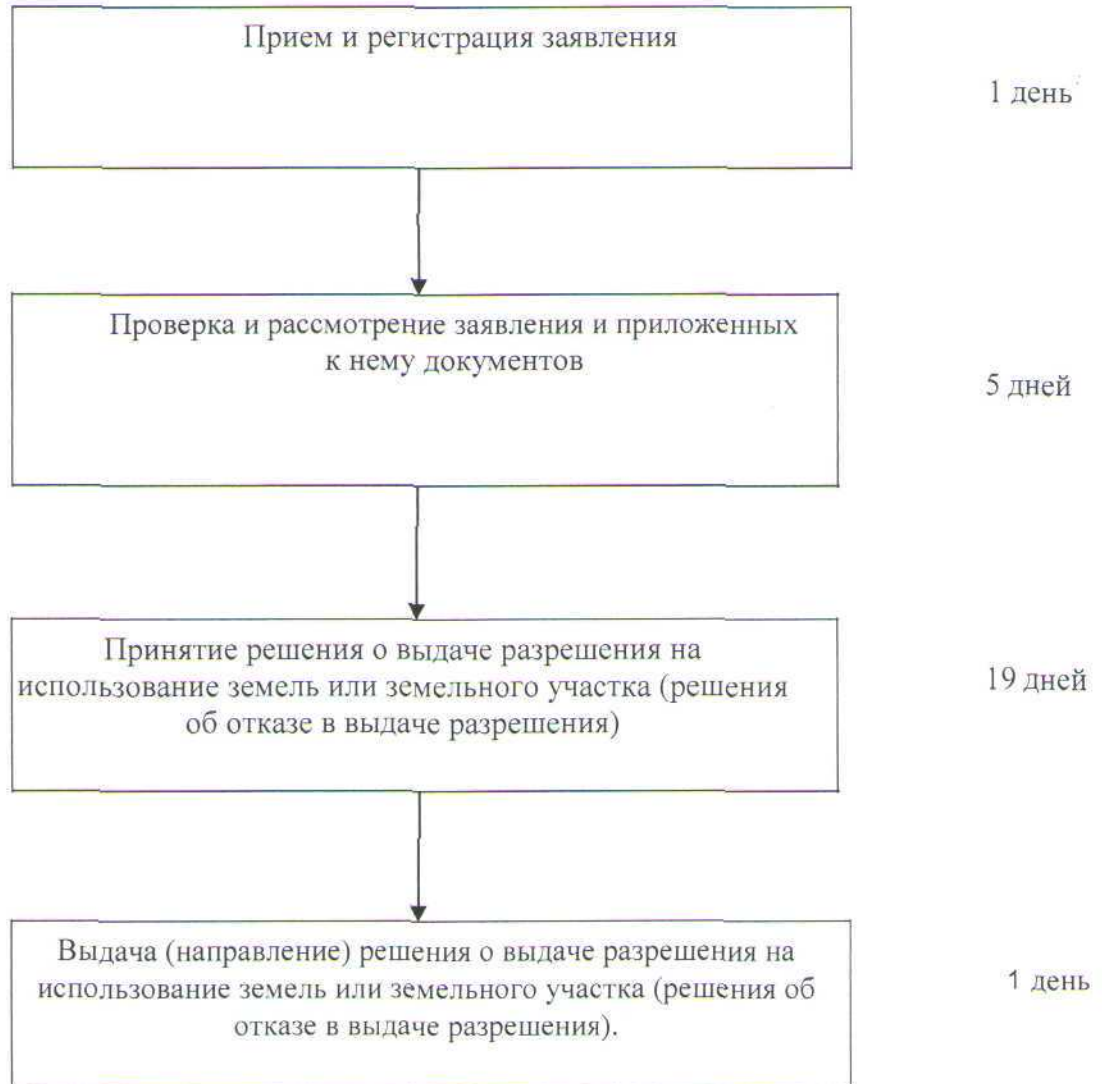 Прием и регистрация заявления
1 день
Проверка и рассмотрение заявления и приложенных
к нему документов
5 дней
Принятие решения о выдаче разрешения на
использование земель или земельного участка (решения
об отказе в выдаче разрешения)
19 дней
Выдача (направление) решения о выдаче разрешения на
использование земель или земельного участка (решения об
отказе в выдаче разрешения).
1 день